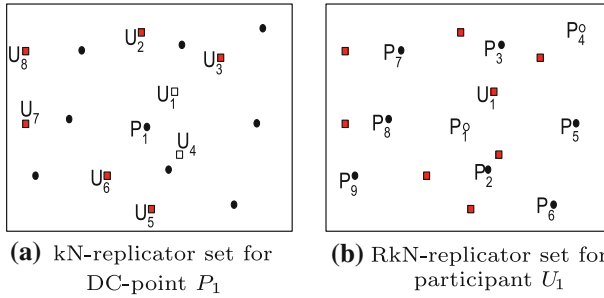 U2
U8
U3
U1
U7
P1
U4
U6
U5
(a) kN-replicator set for
DC-point P1
P4
P3
P7
U1
P8
P1
P5
P2
P9
P6
(b) RkN-replicator set for
participant U1